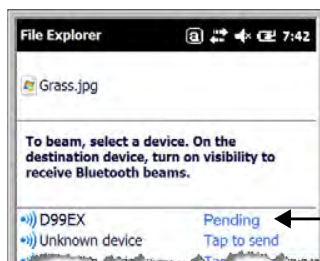 File Explorer a 7:42
Grass.jpg
To beam, select a device. On the
destination device, turn on visibility to
receive Bluetooth beams.
D99EX Pending
Unknown device Tap to send